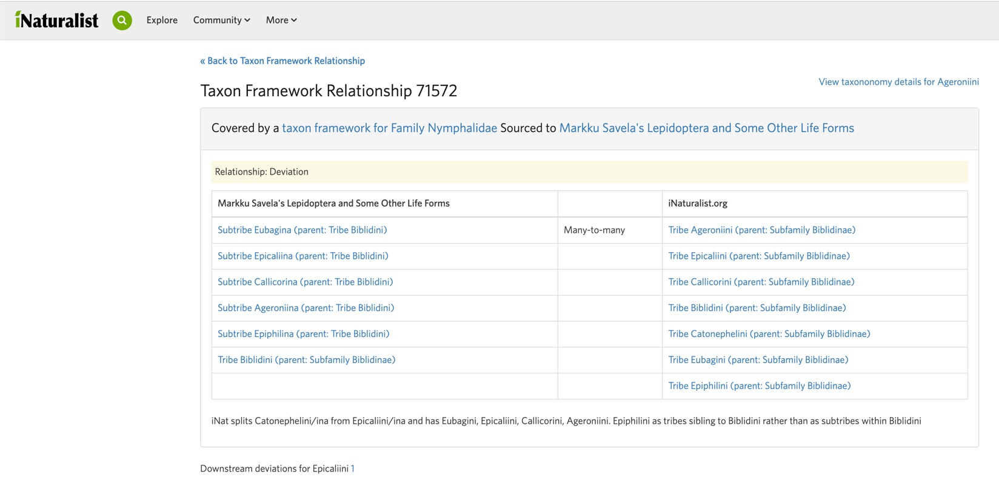 iNaturalist Explore Community More
« Back to Taxon Framework Relationship
View taxononomy details for Ageroniini
Taxon Framework Relationship 71572
Covered by a taxon framework for Family Nymphalidae Sourced to Markku Savela's Lepidoptera and Some Other Life Forms
Relationship: Deviation
Markku Savela's Lepidoptera and Some Other Life Forms iNaturalist.org
Subtribe Eubagina (parent: Tribe Biblidini) Many-to-many Tribe Ageroniini (parent: Subfamily Biblidinae)
Subtribe Epicaliina (parent: Tribe Biblidini) Tribe Epicaliini (parent: Subfamily Biblidinae)
Subtribe Callicorina (parent: Tribe Biblidini) Tribe Callicorini (parent: Subfamily Biblidinae)
Subtribe Ageroniina (parent: Tribe Biblidini) Tribe Biblidini (parent: Subfamily Biblidinae)
Subtribe Epiphilina (parent: Tribe Biblidini) Tribe Catonephelini (parent: Subfamily Biblidinae)
Tribe Biblidini (parent: Subfamily Biblidinae) Tribe Eubagini (parent: Subfamily Biblidinae)
Tribe Epiphilini (parent: Subfamily Biblidinae)
iNat splits Catonephelini/ina from Epicaliini/ina and has Eubagini, Epicaliini, Callicorini, Ageroniini. Epiphilini as tribes sibling to Biblidini rather than as subtribes within Biblidini
Downstream deviations for Epicaliini 1